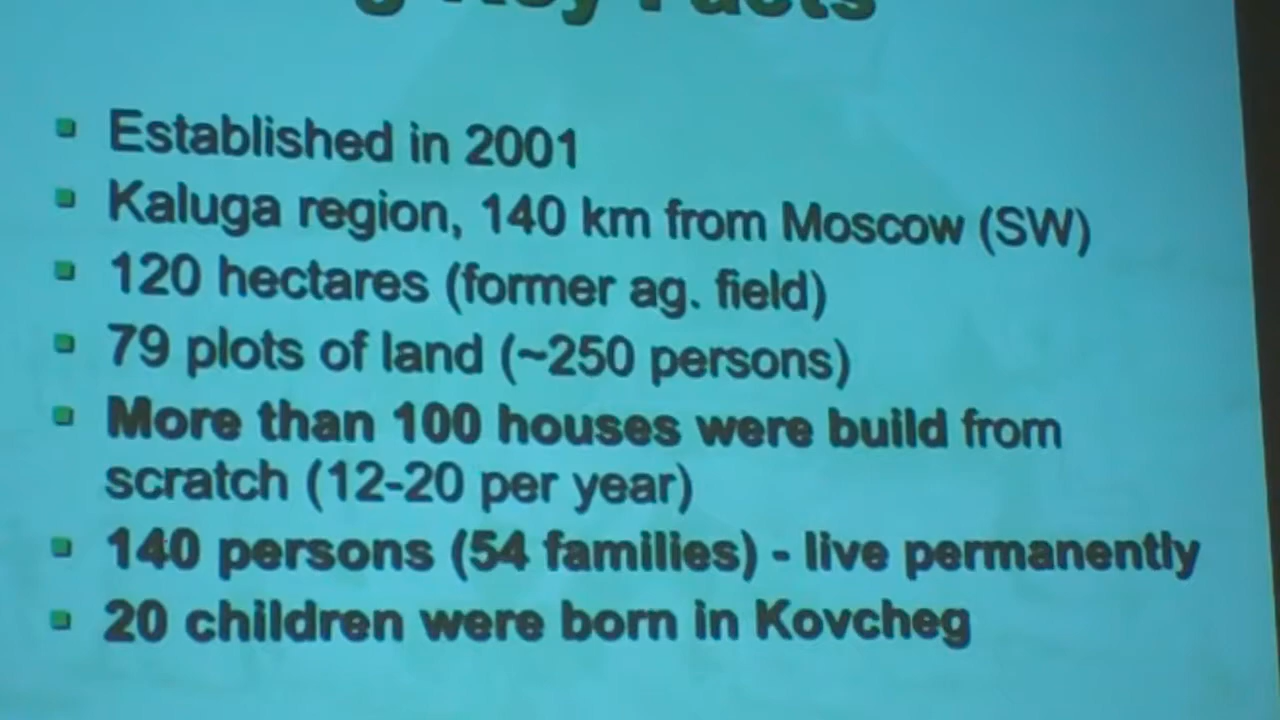 Key Facts
Established in 2001
Kaluga region, 140 km from Moscow (SW)
120 hectares (former ag. field)
79 plots of land (~250 persons)
More than 100 houses were build from
scratch (12-20 per year)
140 persons (54 families) - live permanently
20 children were born in Kovcheg